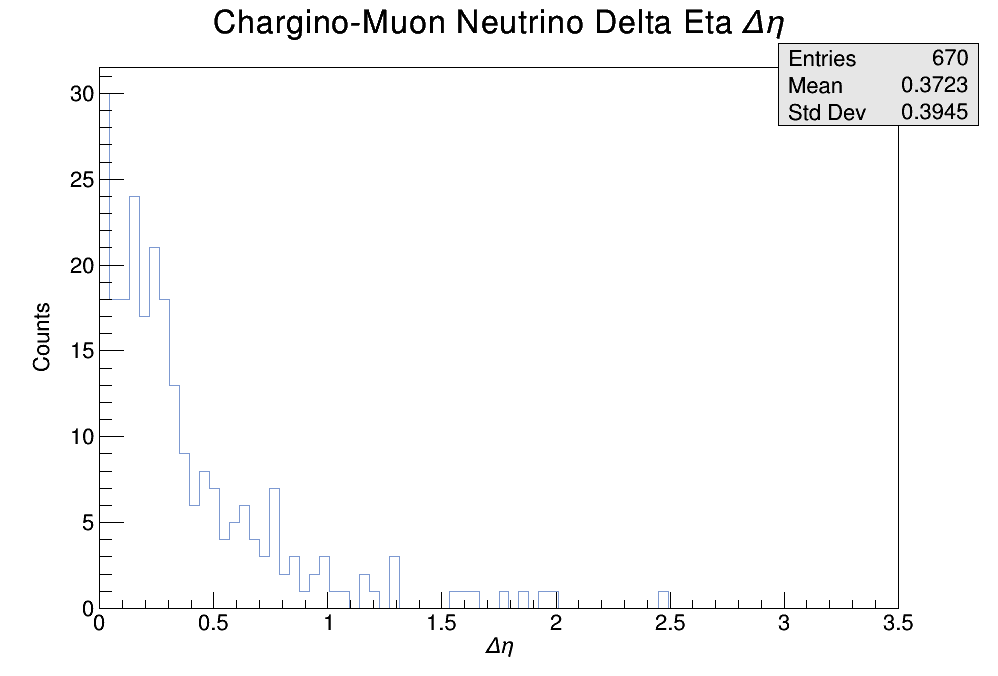 Chargino-Muon Neutrino Delta Eta Δη
Entries 670
Mean 0.3723
Std Dev 0.3945
30
25
20
15
10
5
0
Counts
0 0.5 1 1.5 2 2.5 3 3.5
Δη